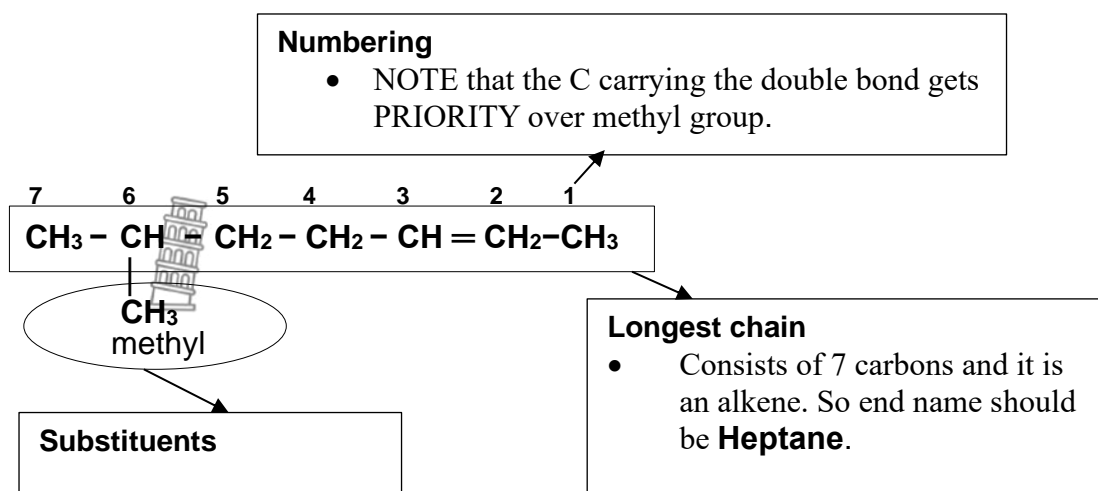 Numbering
• NOTE that the C carrying the double bond gets
PRIORITY over methyl group.
7 6 5 4 3 2 1
CH₃ – CH – CH₂ – CH₂ – CH = CH₂–CH₃
CH₃
methyl
Longest chain
• Consists of 7 carbons and it is
an alkene. So end name should
be Heptane.
Substituents